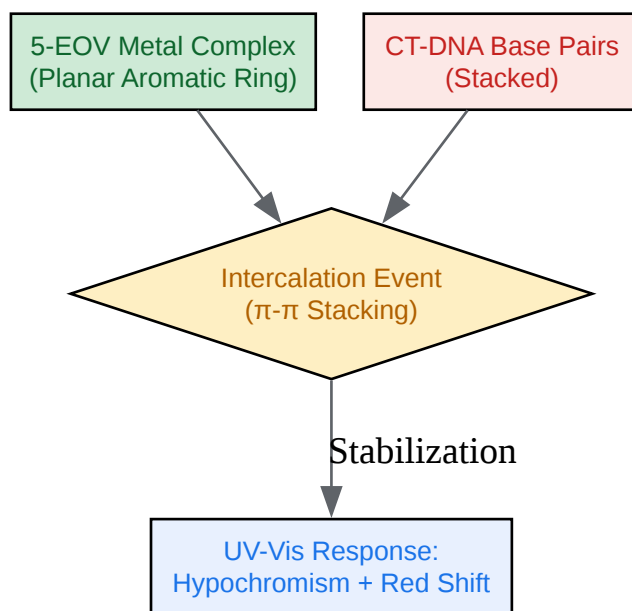 5-EOV Metal Complex
(Planar Aromatic Ring)
CT-DNA Base Pairs
(Stacked)
Intercalation Event
(π-π Stacking)
Stabilization
UV-Vis Response:
Hypochromism + Red Shift